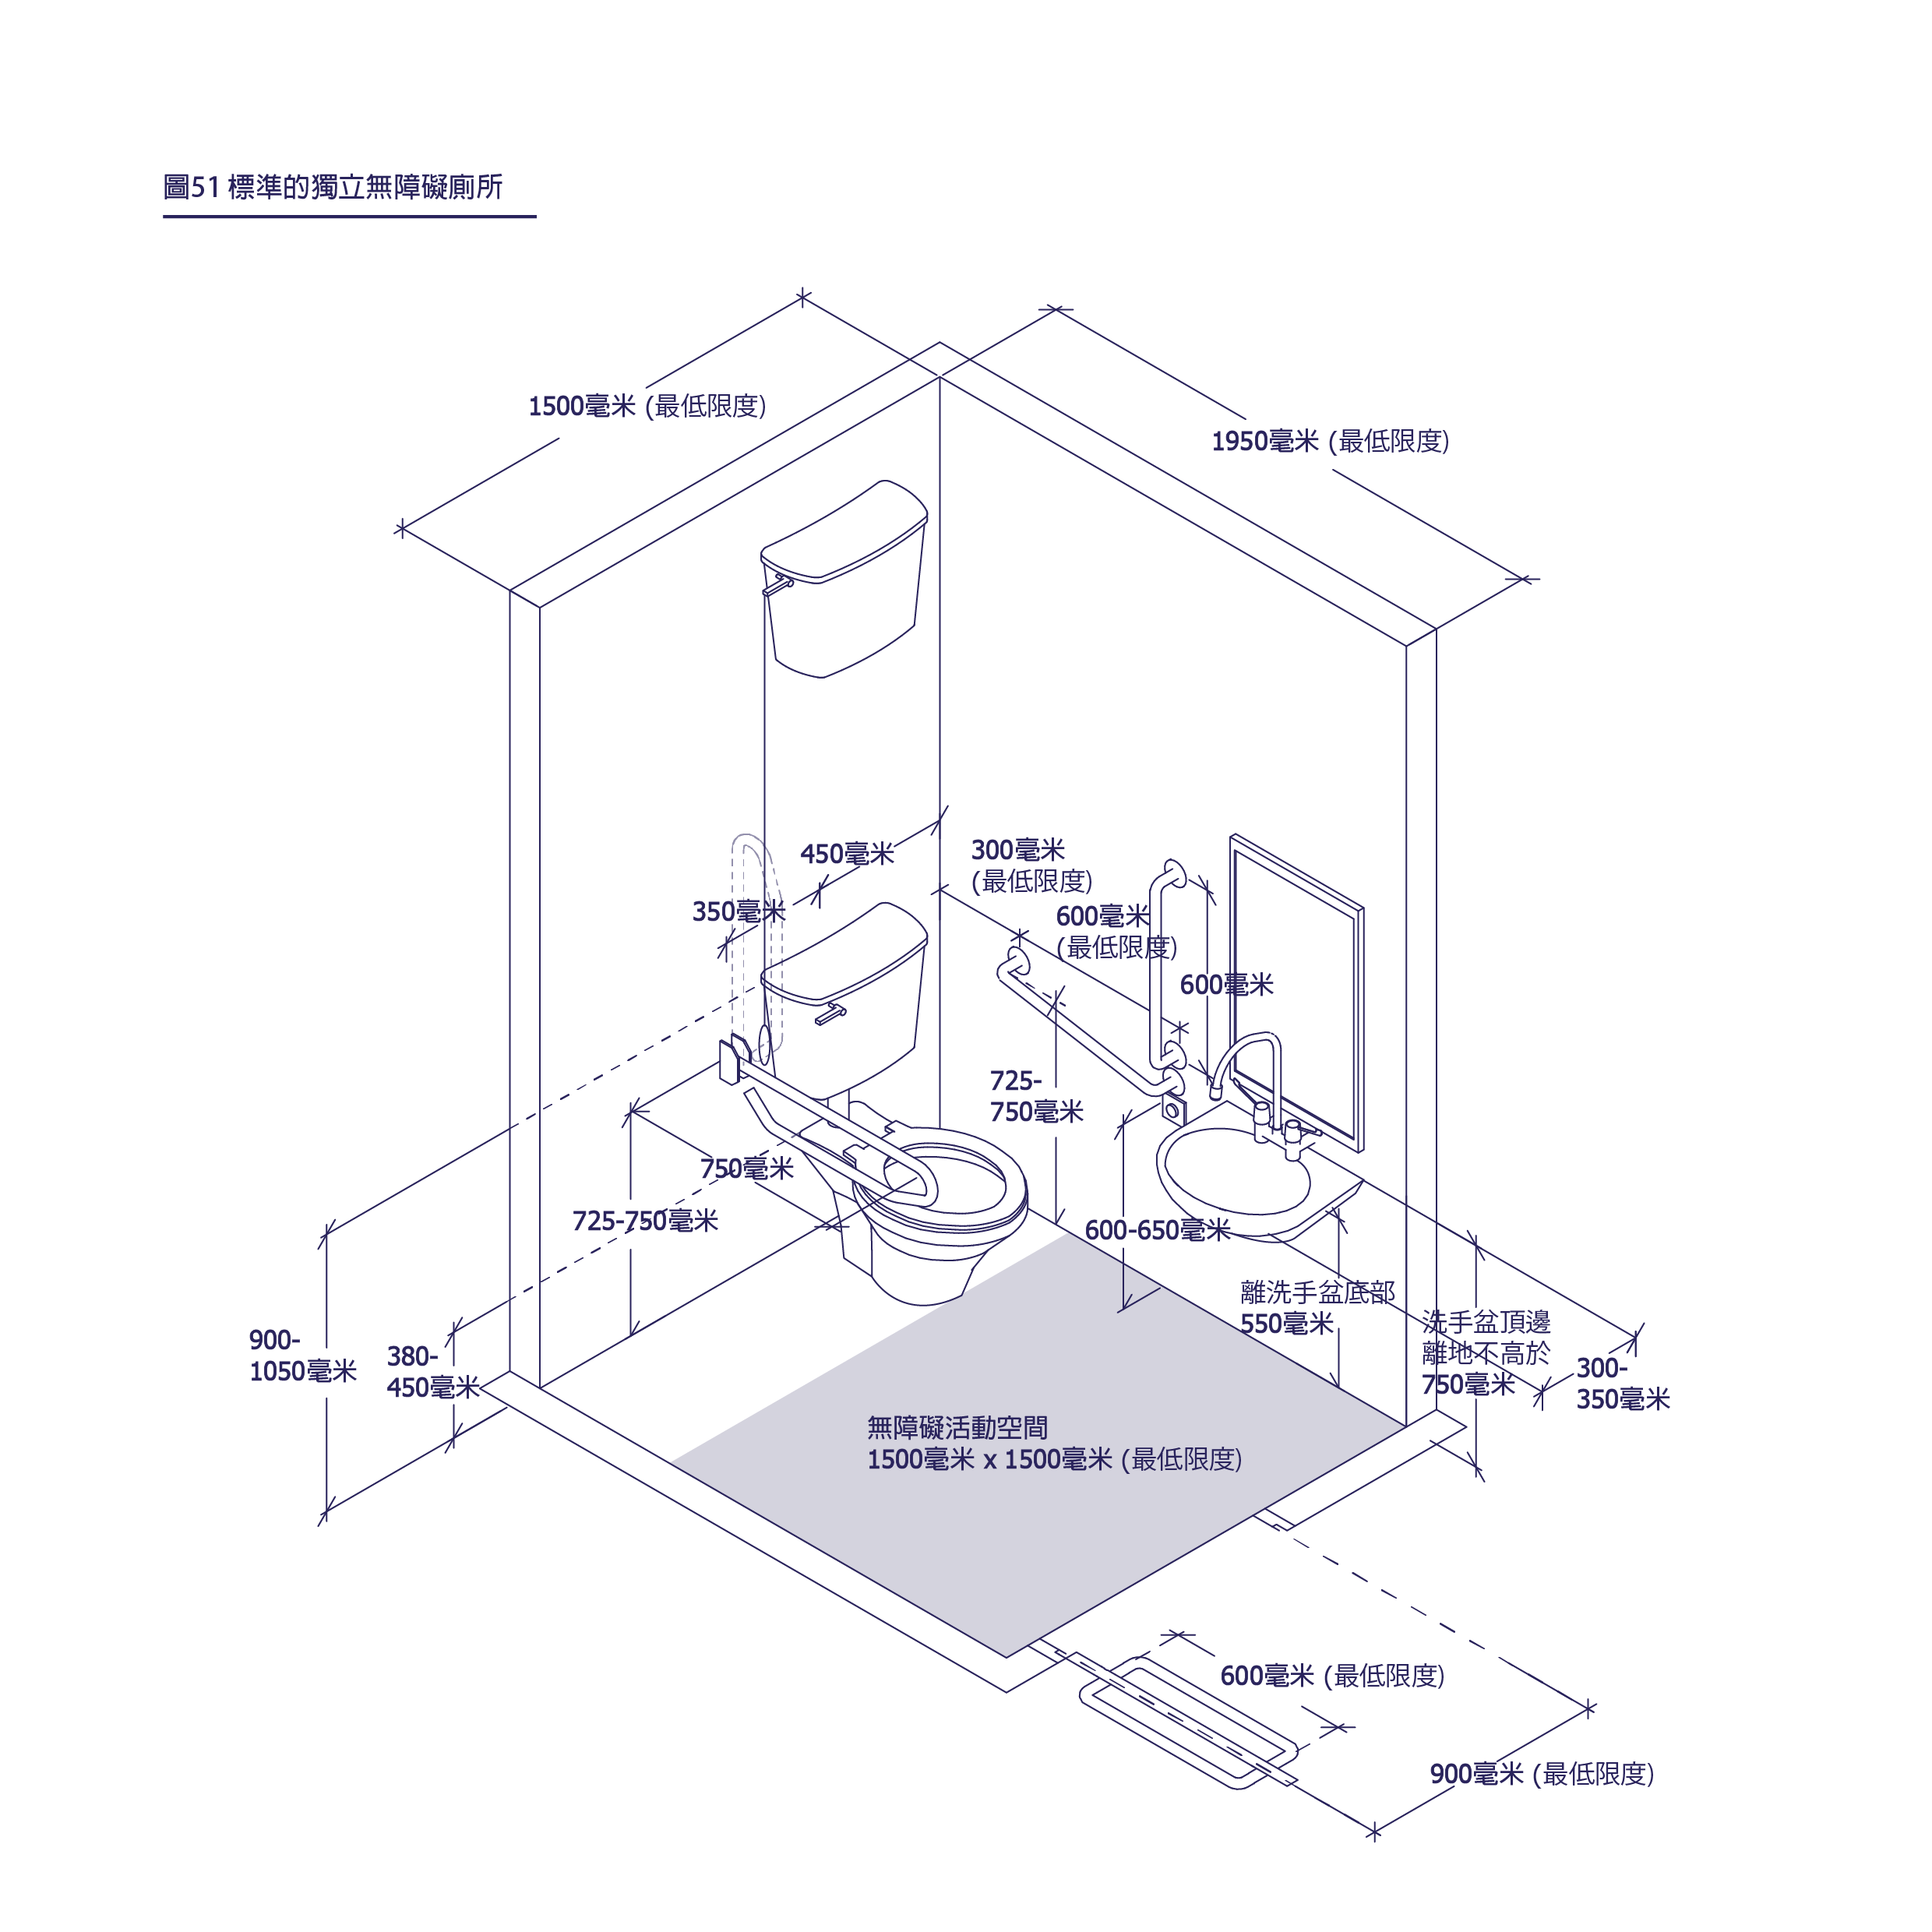 圖51 標準的獨立無障礙廁所
1500毫米 (最低限度)
1950毫米 (最低限度)
450毫米
350毫米
300毫米
(最低限度)
600毫米
(最低限度)
600毫米
725-
750毫米
750毫米
725-750毫米
600-650毫米
離洗手盆底部
550毫米
洗手盆頂邊
離地不高於
750毫米
300-
350毫米
900-
1050毫米
380-
450毫米
無障礙活動空間
1500毫米 x 1500毫米 (最低限度)
600毫米 (最低限度)
900毫米 (最低限度)